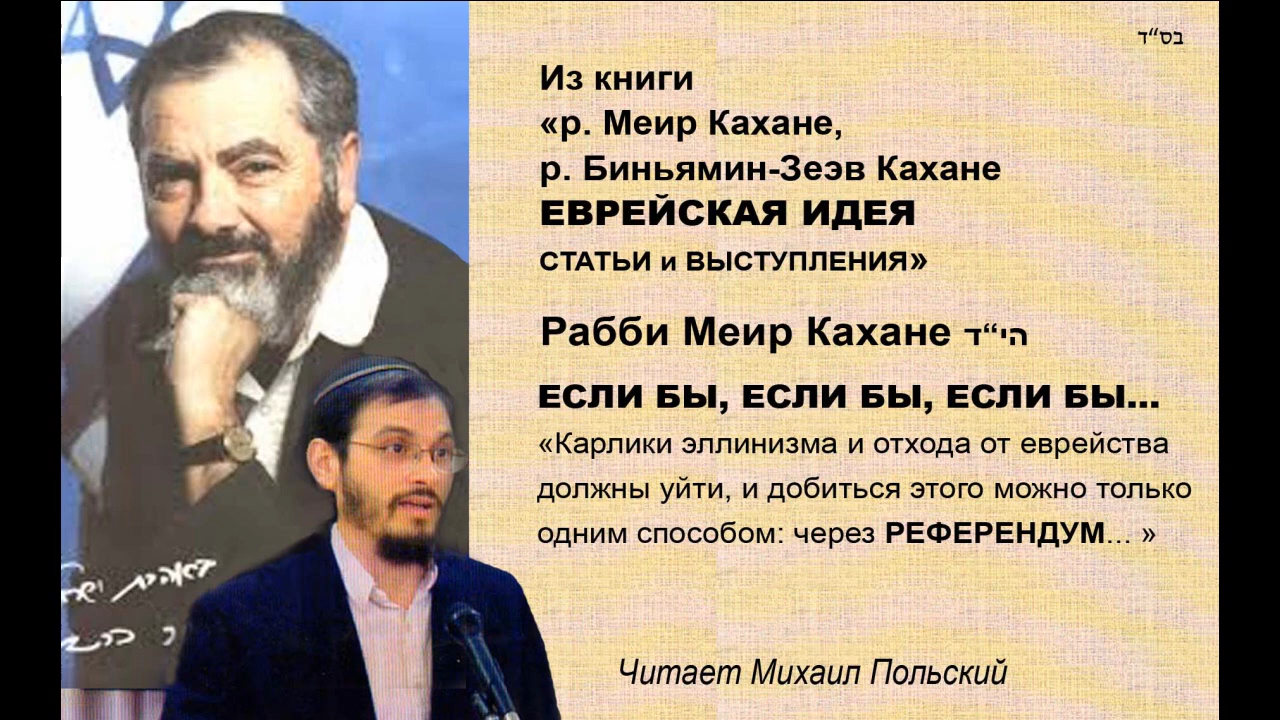 בס"ד
Из книги
«р. Меир Кахане,
р. Биньямин-Зеэв Кахане
ЕВРЕЙСКАЯ ИДЕЯ
СТАТЬИ и ВЫСТУПЛЕНИЯ»
Рабби Меир Кахане הי"ד
ЕСЛИ БЫ, ЕСЛИ БЫ, ЕСЛИ БЫ...
«Карлики эллинизма и отхода от еврейства
должны уйти, и добиться этого можно только
одним способом: через РЕФЕРЕНДУМ... »
Читает Михаил Польский